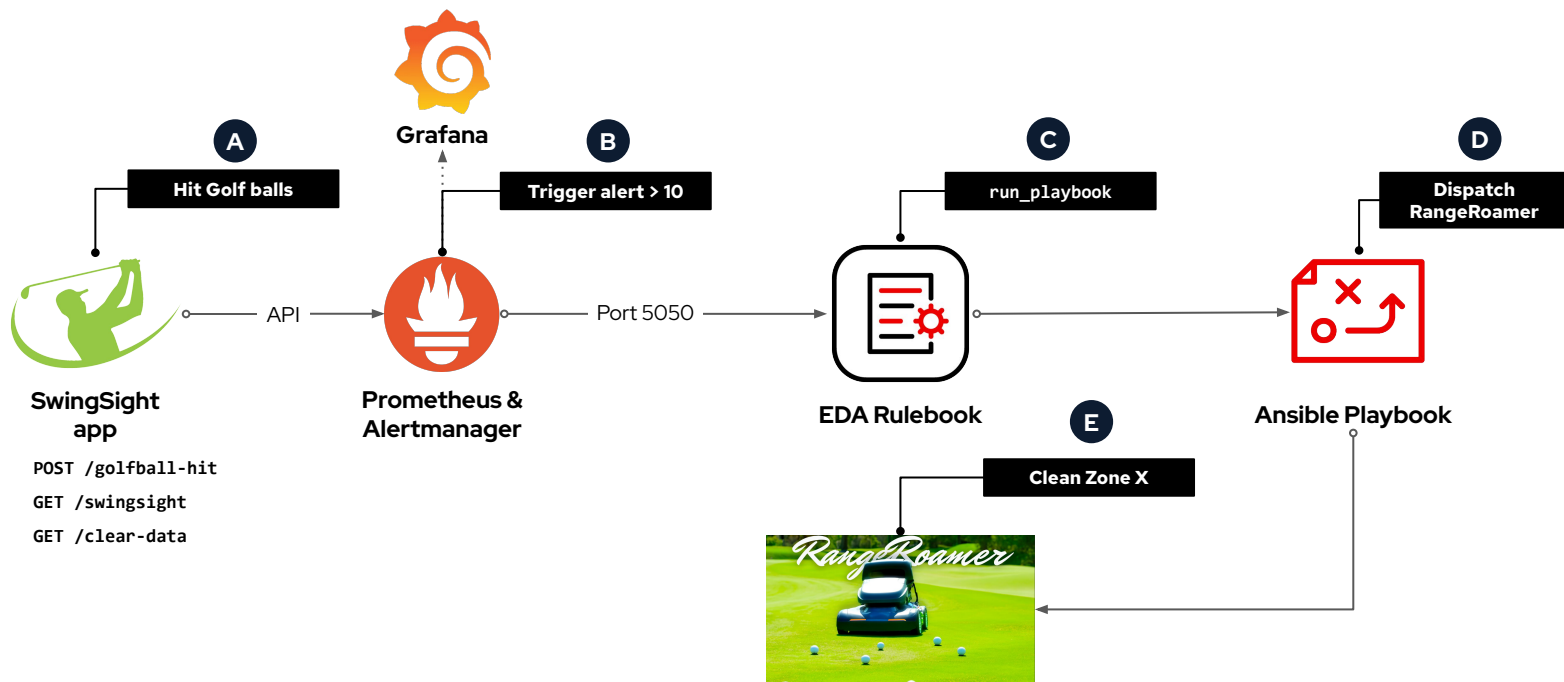 Grafana
A
Hit Golf balls
B
Trigger alert > 10
C
run_playbook
D
Dispatch
RangeRoamer
API
Port 5050
SwingSight
app
POST /golfball-hit
GET /swingsight
GET /clear-data
Prometheus &
Alertmanager
EDA Rulebook
Ansible Playbook
E
Clean Zone X
RangeRoamer